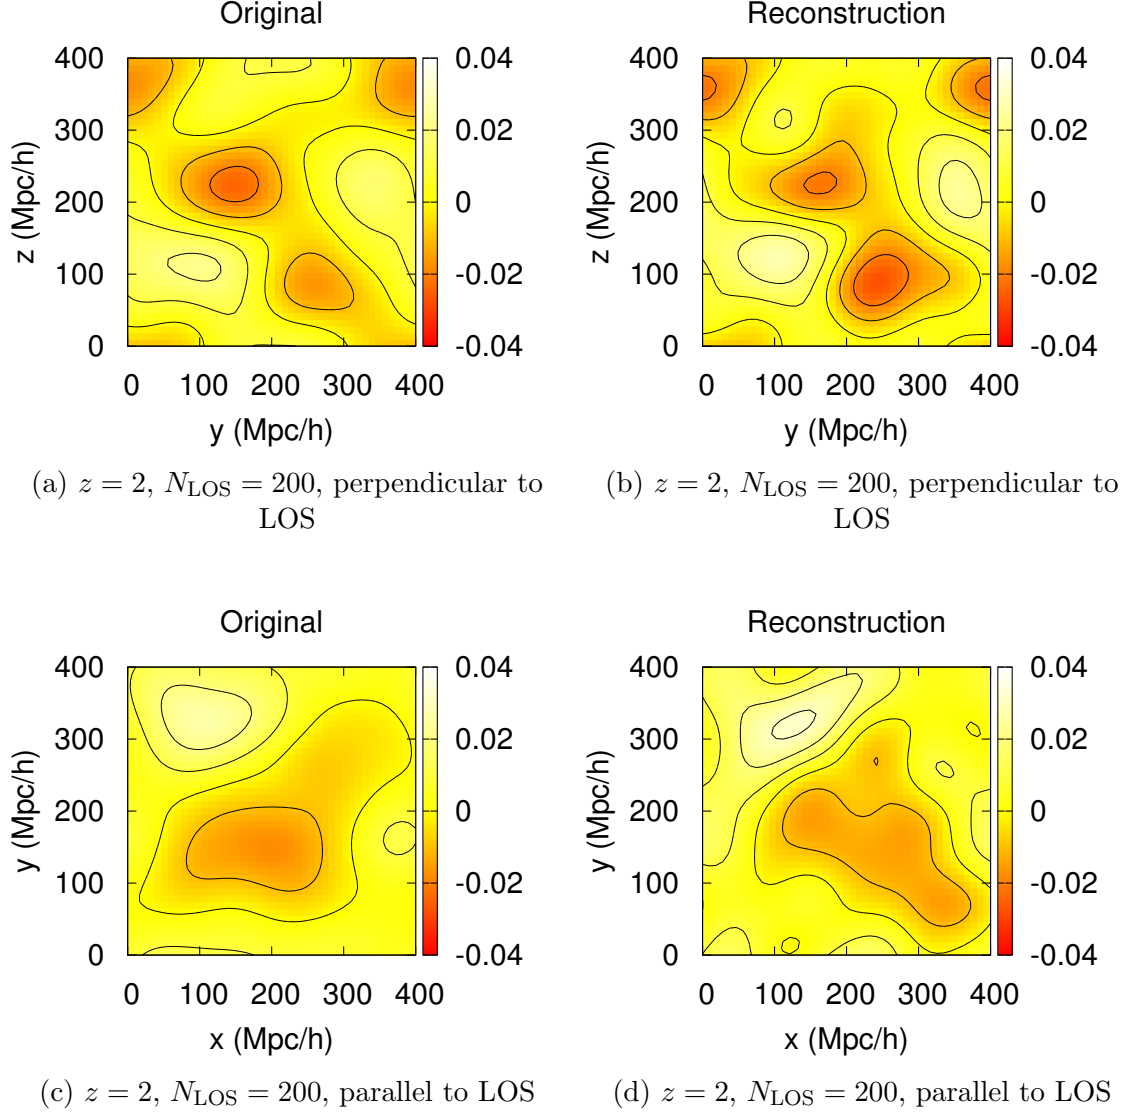 Original
Reconstruction
400
300
200
100
0
z (Mpc/h)
0 100 200 300 400
y (Mpc/h)
0.04
0.02
0
-0.02
-0.04
400
300
200
100
0
z (Mpc/h)
0 100 200 300 400
y (Mpc/h)
0.04
0.02
0
-0.02
-0.04
(a) z = 2, N_LOS = 200, perpendicular to
LOS
(b) z = 2, N_LOS = 200, perpendicular to
LOS
Original
Reconstruction
400
300
200
100
0
y (Mpc/h)
0 100 200 300 400
x (Mpc/h)
0.04
0.02
0
-0.02
-0.04
400
300
200
100
0
y (Mpc/h)
0 100 200 300 400
x (Mpc/h)
0.04
0.02
0
-0.02
-0.04
(c) z = 2, N_LOS = 200, parallel to LOS
(d) z = 2, N_LOS = 200, parallel to LOS